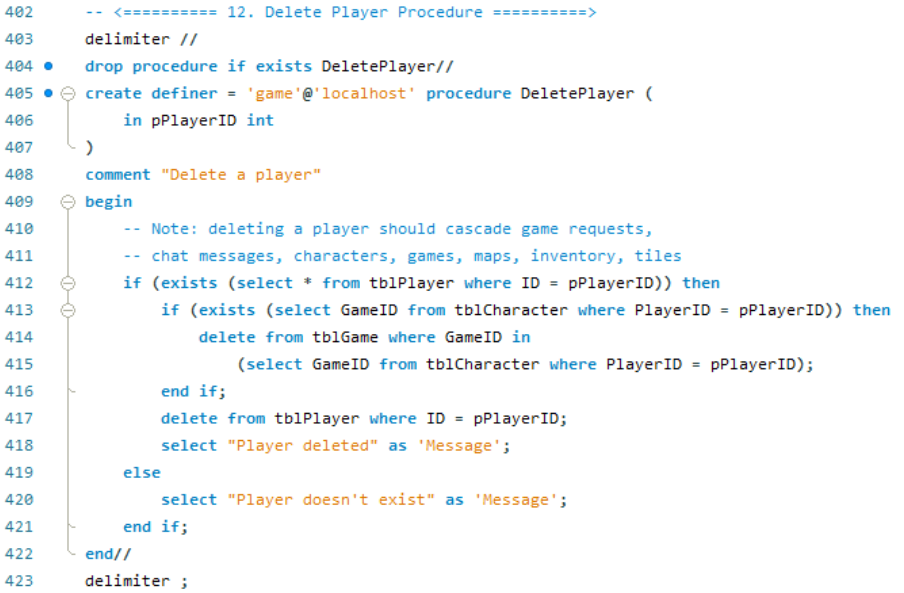 402 -- <========== 12. Delete Player Procedure ==========>
403 delimiter //
404 drop procedure if exists DeletePlayer//
405 create definer = 'game'@'localhost' procedure DeletePlayer (
406     in pPlayerID int
407 )
408 comment "Delete a player"
409 begin
410     -- Note: deleting a player should cascade game requests,
411     -- chat messages, characters, games, maps, inventory, tiles
412     if (exists (select * from tblPlayer where ID = pPlayerID)) then
413         if (exists (select GameID from tblCharacter where PlayerID = pPlayerID)) then
414             delete from tblGame where GameID in
415                 (select GameID from tblCharacter where PlayerID = pPlayerID);
416         end if;
417         delete from tblPlayer where ID = pPlayerID;
418         select "Player deleted" as 'Message';
419     else
420         select "Player doesn't exist" as 'Message';
421     end if;
422 end//
423 delimiter ;